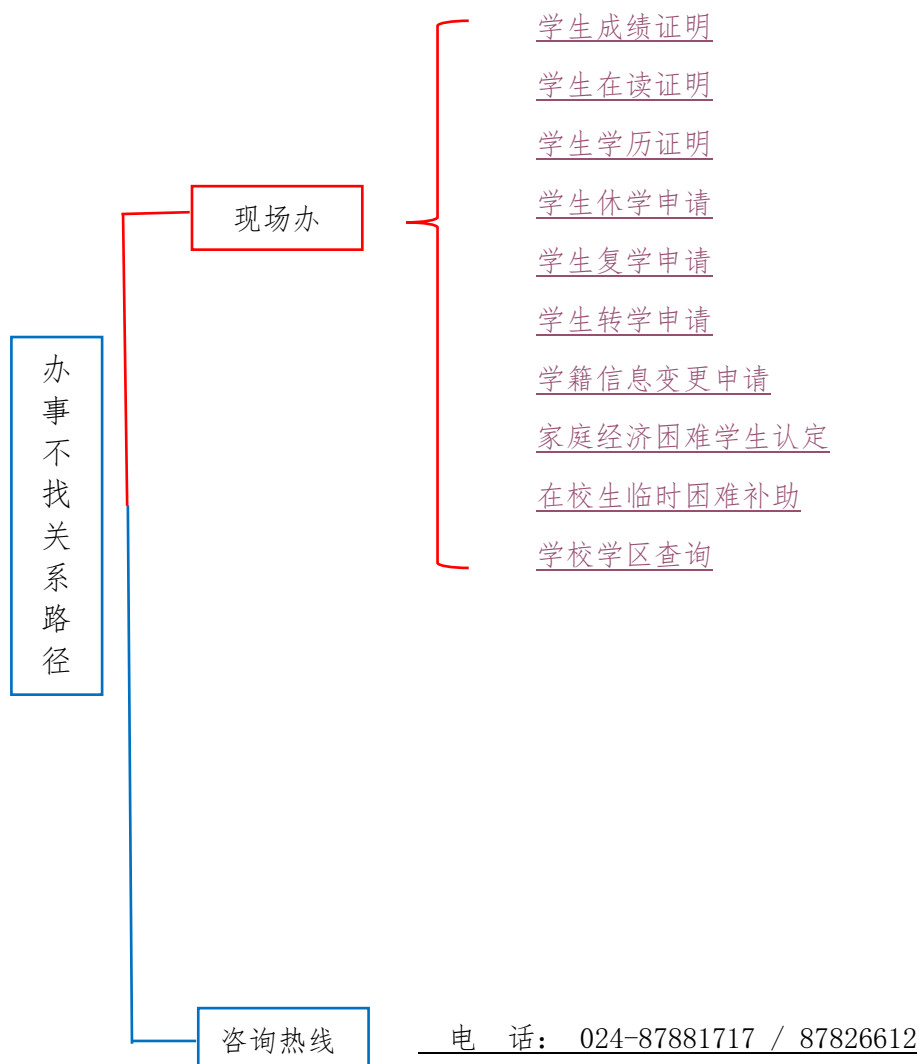 办事不找关系路径
现场办
学生成绩证明
学生在读证明
学生学历证明
学生休学申请
学生复学申请
学生转学申请
学籍信息变更申请
家庭经济困难学生认定
在校生临时困难补助
学校学区查询
咨询热线
电 话： 024-87881717 / 87826612